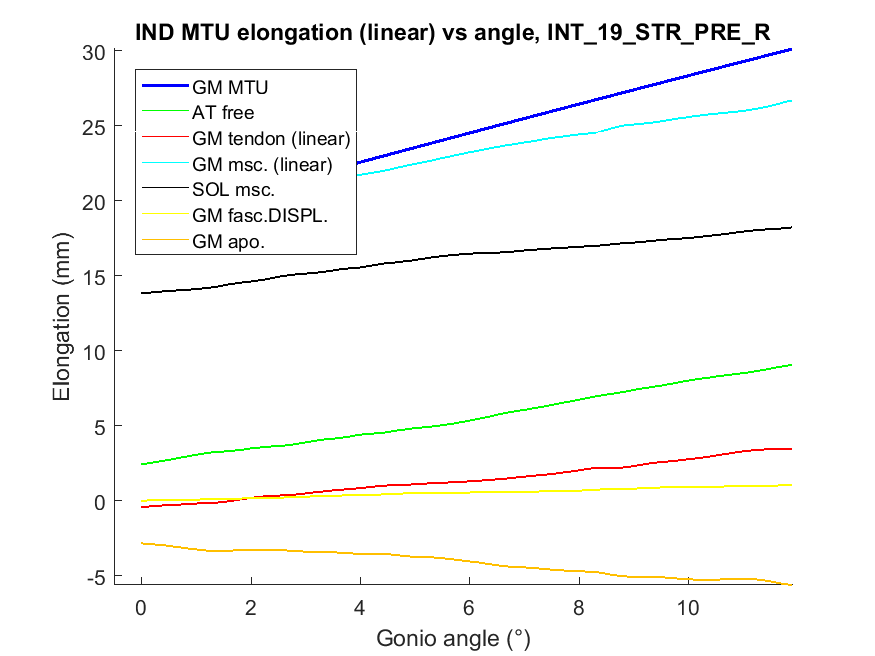 IND MTU elongation (linear) vs angle, INT_19_STR_PRE_R
30
25
20
15
10
5
0
-5
Elongation (mm)
GM MTU
AT free
GM tendon (linear)
GM msc. (linear)
SOL msc.
GM fasc.DISPL.
GM apo.
0 2 4 6 8 10
Gonio angle (°)